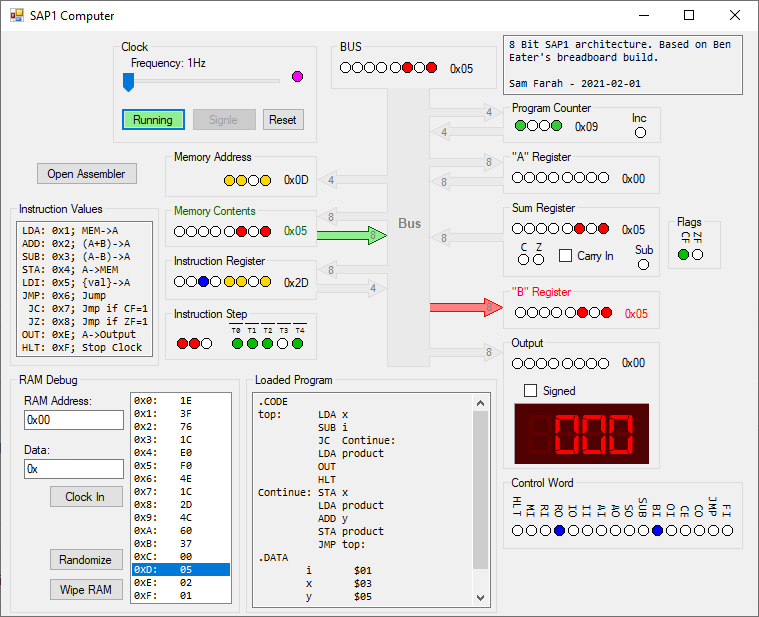 SAP1 Computer
Clock
Frequency: 1Hz
Running
Signle
Reset
BUS
0x05
8 Bit SAP1 architecture. Based on Ben
Eater's breadboard build.
Sam Farah - 2021-02-01
4
4
Program Counter
0x09
Inc
Open Assembler
Memory Address
0x0D
4
8
8
"A" Register
0x00
Instruction Values
LDA: 0x1; MEM->A
ADD: 0x2; (A+B)->A
SUB: 0x3; (A-B)->A
STA: 0x4; A->MEM
LDI: 0x5; {val}->A
JMP: 0x6; Jump
JC: 0x7; Jmp if CF=1
JZ: 0x8; Jmp if ZF=1
OUT: 0xE; A->Output
HLT: 0xF; Stop Clock
Memory Contents
0x05
8
8
Bus
8
Sum Register
0x05
C Z
Carry In
Sub
Flags
CF
ZF
Instruction Register
0x2D
8
4
8
"B" Register
0x05
Instruction Step
T0 T1 T2 T3 T4
8
Output
0x00
Signed
000
RAM Debug
RAM Address:
0x00
Data:
0x
Clock In
Randomize
Wipe RAM
0x0: 1E
0x1: 3F
0x2: 76
0x3: 1C
0x4: E0
0x5: F0
0x6: 4E
0x7: 1C
0x8: 2D
0x9: 4C
0xA: 60
0xB: 37
0xC: 00
0xD: 05
0xE: 02
0xF: 01
Loaded Program
.CODE
top: LDA x
SUB i
JC Continue:
LDA product
OUT
HLT
Continue: STA x
LDA product
ADD y
STA product
JMP top:
.DATA
i $01
x $03
y $05
Control Word
HLT
MI
RI
RO
IO
II
AI
AO
SO
SUB
BI
OI
CE
CO
JMP
FI